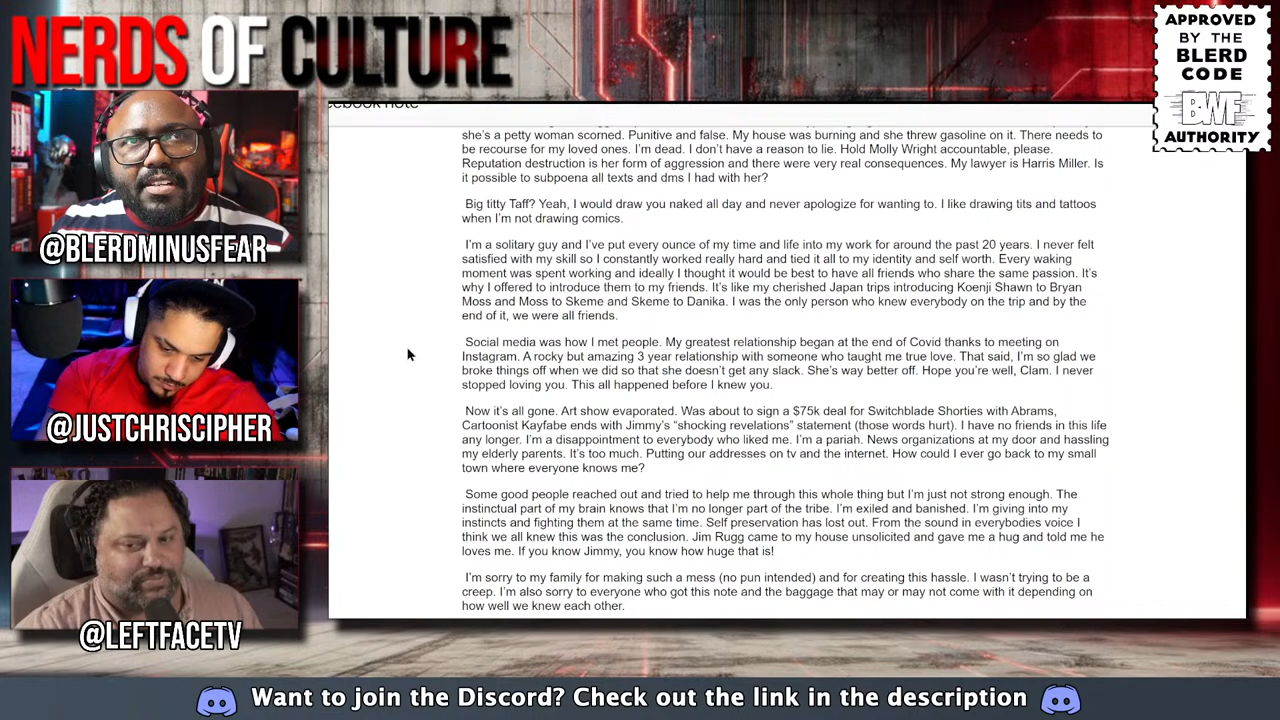 NERDS OF CULTURE
APPROVED
BY THE
BLERD
CODE
BWF
AUTHORITY
ebook note
she's a petty woman scorned. Punitive and false. My house was burning and she threw gasoline on it. There needs to
be recourse for my loved ones. I'm dead. I don't have a reason to lie. Hold Molly Wright accountable, please.
Reputation destruction is her form of aggression and there were very real consequences. My lawyer is Harris Miller. Is
it possible to subpoena all texts and dms I had with her?
Big titty Taff? Yeah, I would draw you naked all day and never apologize for wanting to. I like drawing tits and tattoos
when I'm not drawing comics.
I'm a solitary guy and I've put every ounce of my time and life into my work for around the past 20 years. I never felt
satisfied with my skill so I constantly worked really hard and tied it all to my identity and self worth. Every waking
moment was spent working and ideally I thought it would be best to have all friends who share the same passion. It's
why I offered to introduce them to my friends. It's like my cherished Japan trips introducing Koenji Shawn to Bryan
Moss and Moss to Skeme and Skeme to Danika. I was the only person who knew everybody on the trip and by the
end of it, we were all friends.
Social media was how I met people. My greatest relationship began at the end of Covid thanks to meeting on
Instagram. A rocky but amazing 3 year relationship with someone who taught me true love. That said, I'm so glad we
broke things off when we did so that she doesn't get any slack. She's way better off. Hope you're well, Clam. I never
stopped loving you. This all happened before I knew you.
Now it's all gone. Art show evaporated. Was about to sign a $75k deal for Switchblade Shorties with Abrams,
Cartoonist Kayfabe ends with Jimmy's “shocking revelations” statement (those words hurt). I have no friends in this life
any longer. I'm a disappointment to everybody who liked me. I'm a pariah. News organizations at my door and hassling
my elderly parents. It's too much. Putting our addresses on tv and the internet. How could I ever go back to my small
town where everyone knows me?
Some good people reached out and tried to help me through this whole thing but I'm just not strong enough. The
instinctual part of my brain knows that I'm no longer part of the tribe. I'm exiled and banished. I'm giving into my
instincts and fighting them at the same time. Self preservation has lost out. From the sound in everybodies voice I
think we all knew this was the conclusion. Jim Rugg came to my house unsolicited and gave me a hug and told me he
loves me. If you know Jimmy, you know how huge that is!
I'm sorry to my family for making such a mess (no pun intended) and for creating this hassle. I wasn't trying to be a
creep. I'm also sorry to everyone who got this note and the baggage that may or may not come with it depending on
how well we knew each other.
@BLERDMINUSFEAR
@JUSTCHRISCIPHER
@LEFTFACETV
Want to join the Discord? Check out the link in the description